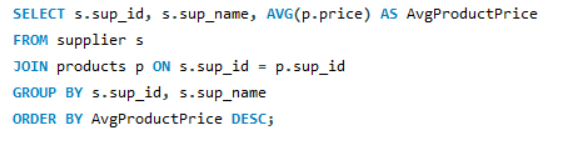 SELECT s.sup_id, s.sup_name, AVG(p.price) AS AvgProductPrice
FROM supplier s
JOIN products p ON s.sup_id = p.sup_id
GROUP BY s.sup_id, s.sup_name
ORDER BY AvgProductPrice DESC;